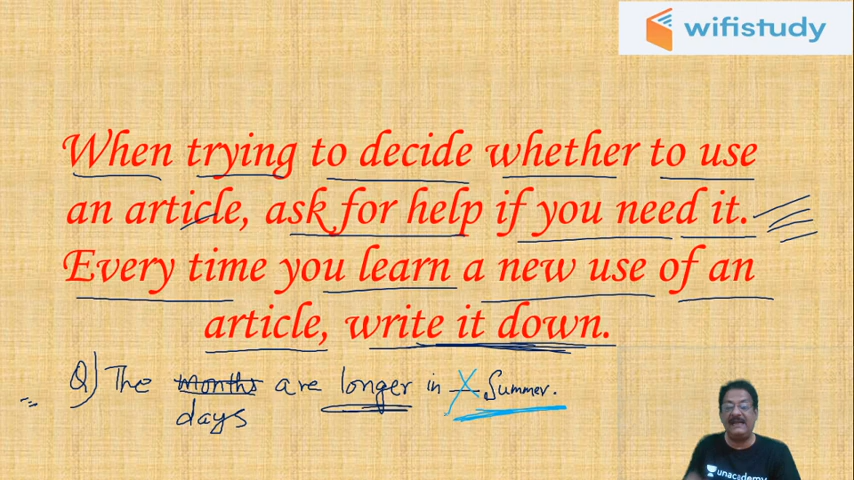 wifistudy
When trying to decide whether to use
an article, ask for help if you need it.
Every time you learn a new use of an
article, write it down.
Q) The months are longer in X Summer.
days
unacademy